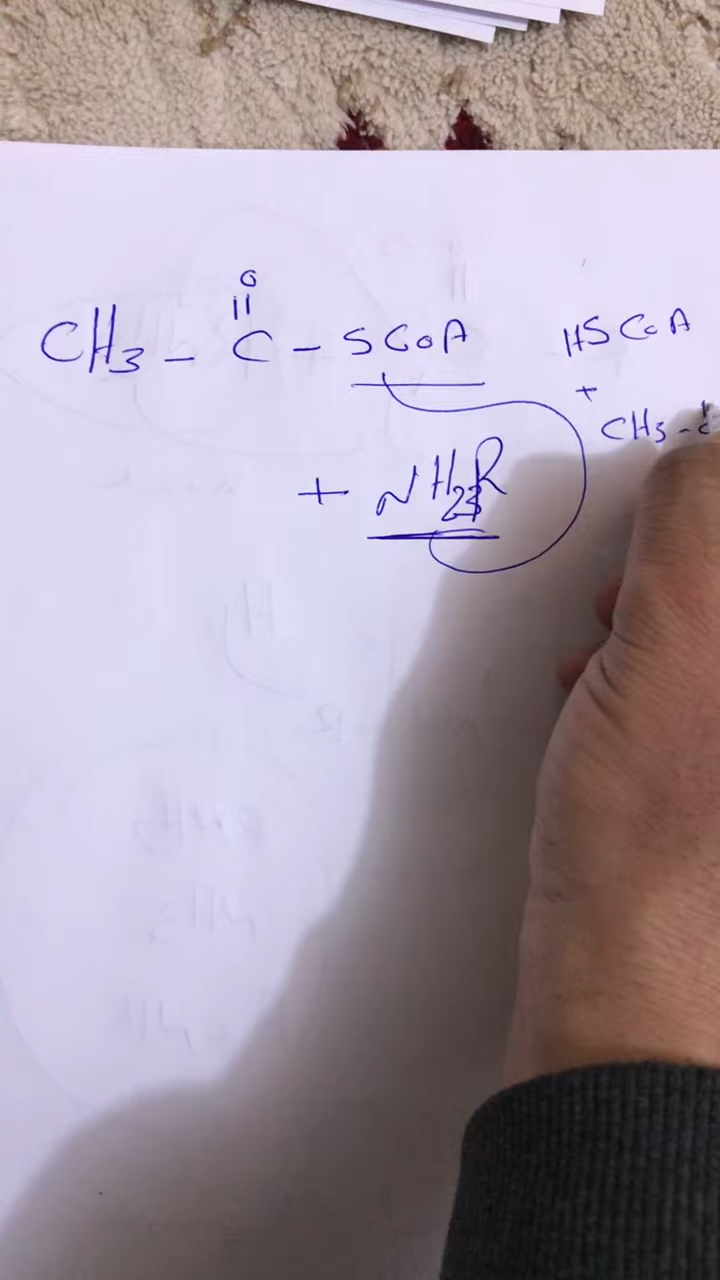 O
||
CH3 - C - SCoA
+ NH2R
HSCoA
+
CH3 -